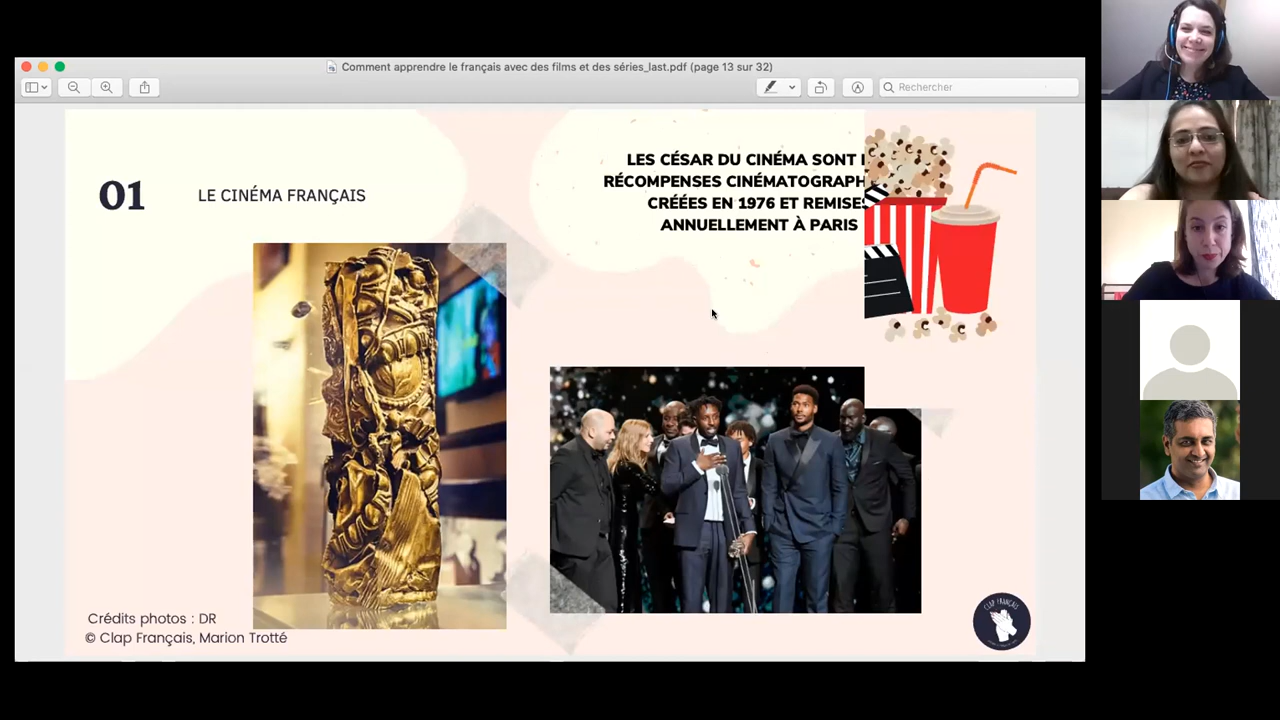 Comment apprendre le français avec des films et des séries_last.pdf (page 13 sur 32)
Rechercher
01
LE CINÉMA FRANÇAIS
LES CÉSAR DU CINÉMA SONT
RÉCOMPENSES CINÉMATOGRAPH
CRÉÉES EN 1976 ET REMISES
ANNUELLEMENT À PARIS
Crédits photos : DR
© Clap Français, Marion Trotté
CLAP FRANÇAIS